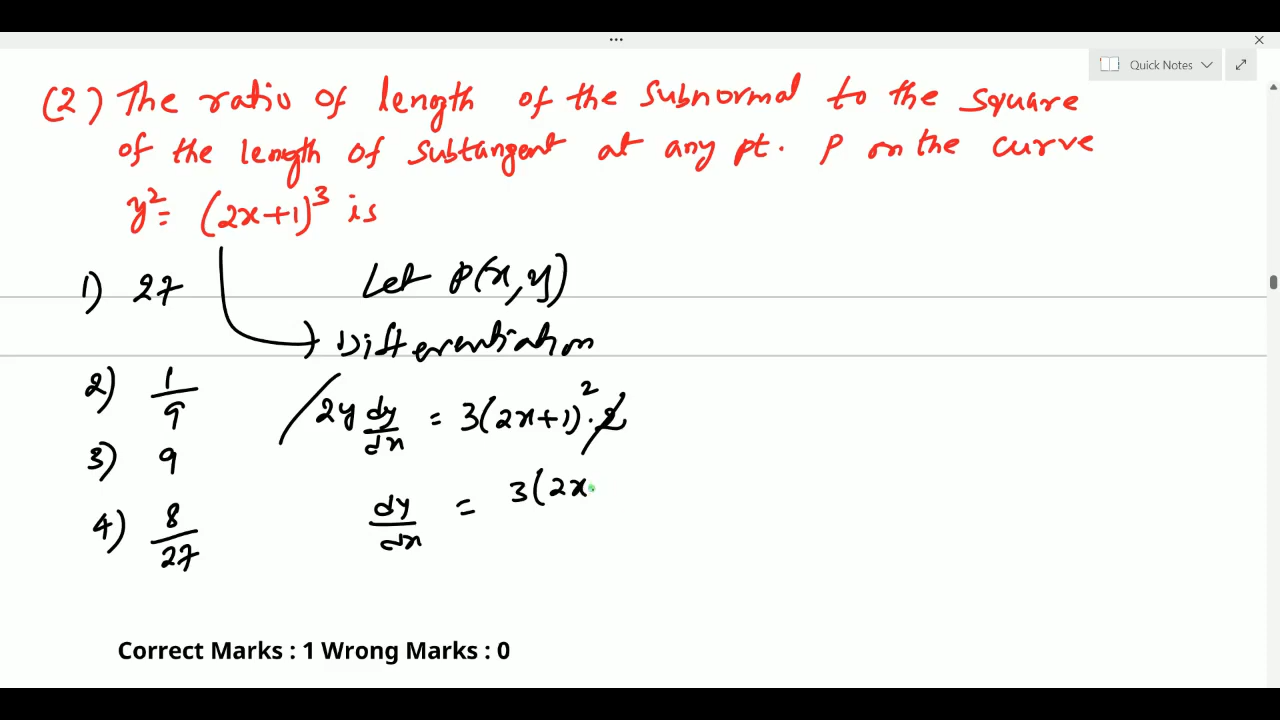 Quick Notes
(2) The ratio of length of the subnormal to the square
of the length of subtangent at any pt. P on the curve
y² = (2x+1)³ is
1) 27
Let P(x,y)
Differentiation
2) 1/9
2y dy/dx = 3(2x+1)²·2
3) 9
dy/dx = 3(2x
4) 8/27
Correct Marks : 1 Wrong Marks : 0